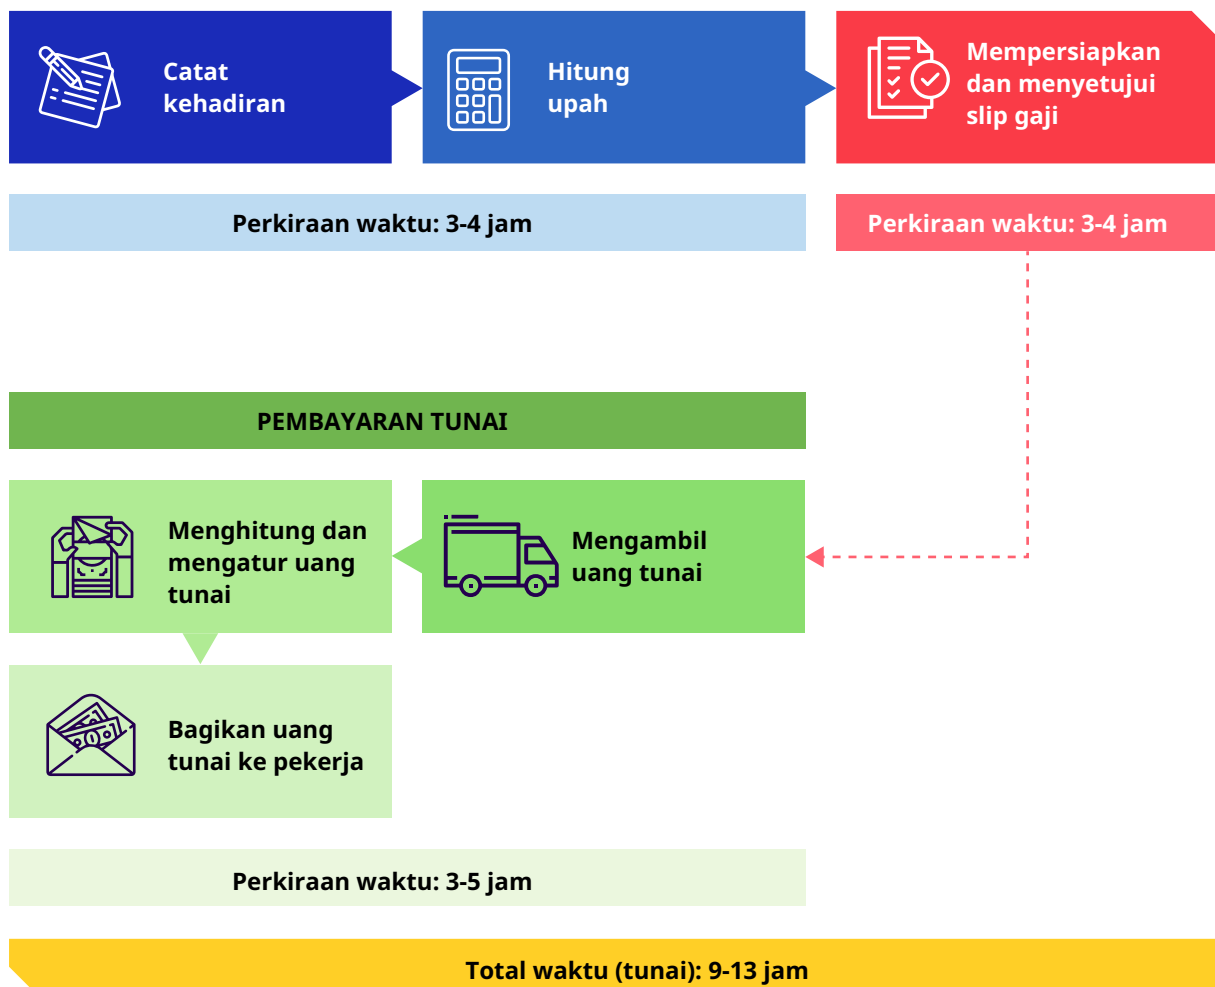 Catat
kehadiran
Hitung
upah
Mempersiapkan
dan menyetujui
slip gaji
Perkiraan waktu: 3-4 jam
Perkiraan waktu: 3-4 jam
PEMBAYARAN TUNAI
Menghitung dan
mengatur uang
tunai
Mengambil
uang tunai
Bagikan uang
tunai ke pekerja
Perkiraan waktu: 3-5 jam
Total waktu (tunai): 9-13 jam